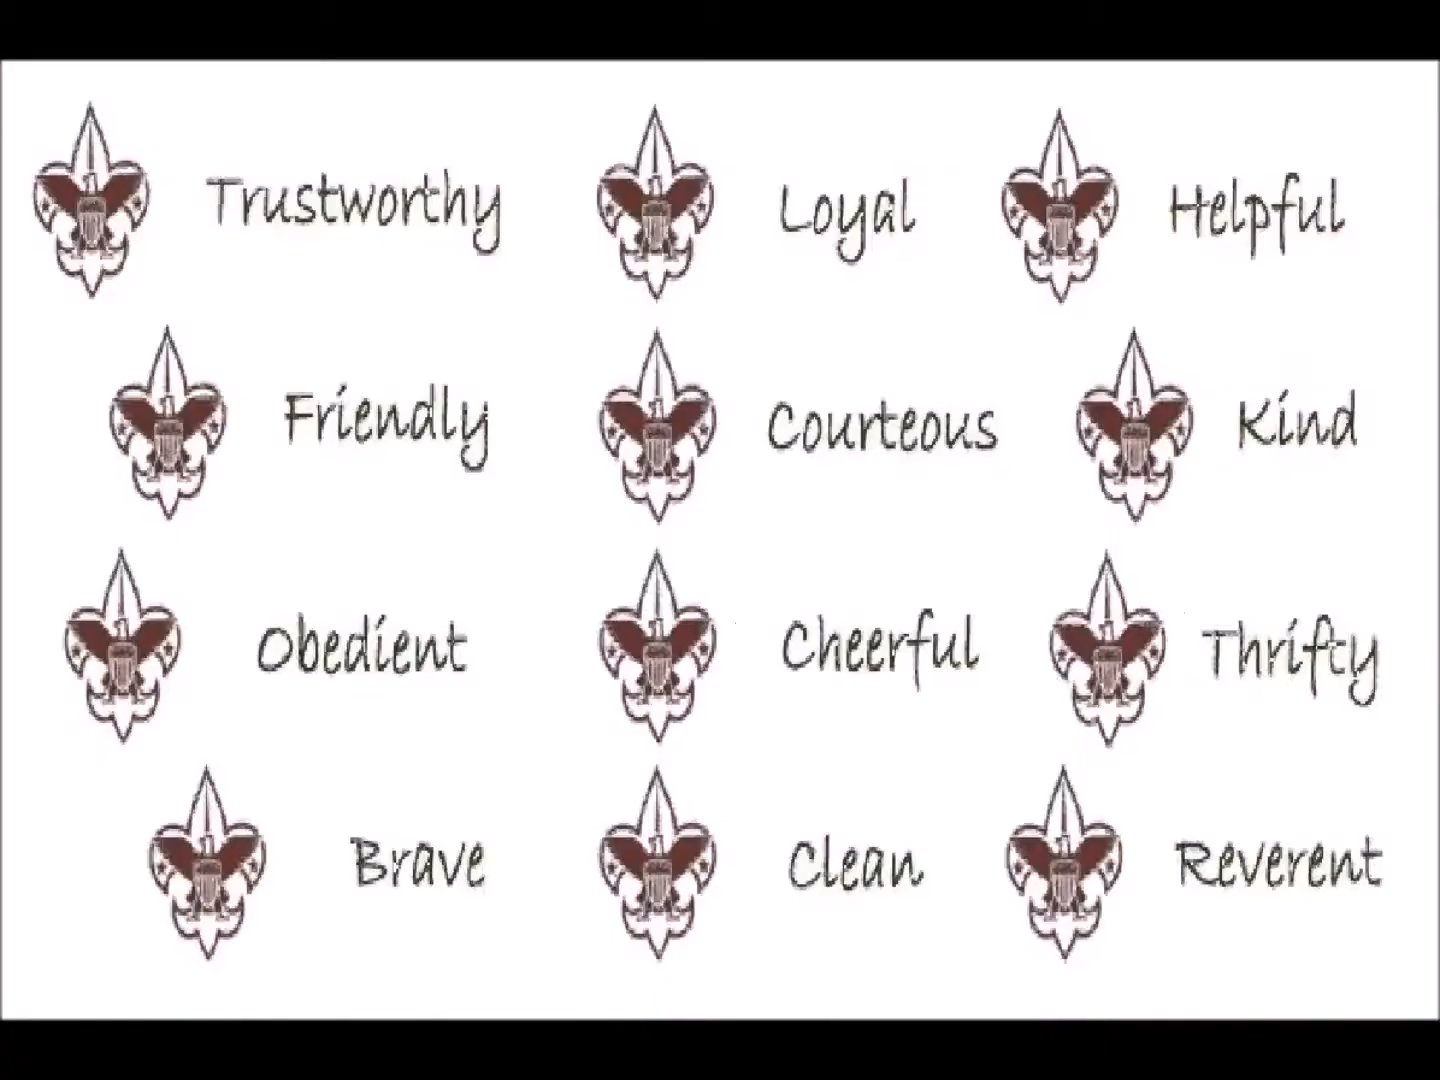 Trustworthy Loyal Helpful
Friendly Courteous Kind
Obedient Cheerful Thrifty
Brave Clean Reverent